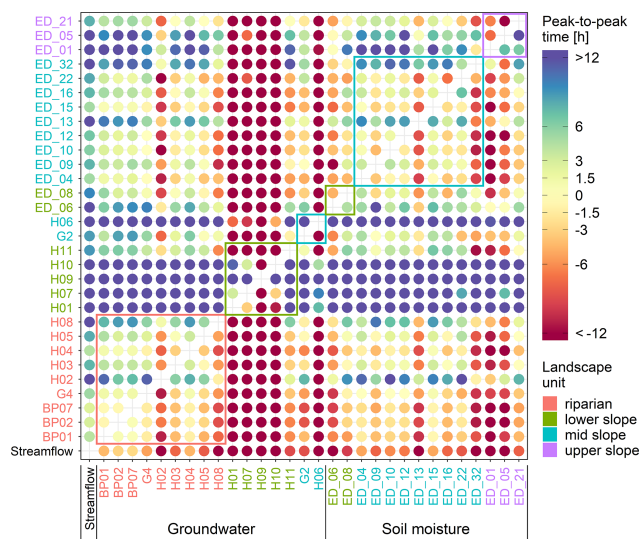 ED_21
ED_05
ED_01
ED_32
ED_22
ED_16
ED_15
ED_13
ED_12
ED_10
ED_09
ED_04
ED_08
ED_06
H06
G2
H11
H10
H09
H07
H01
H08
H05
H04
H03
H02
G4
BP07
BP02
BP01
Streamflow
Streamflow
BP01
BP02
BP07
G4
H02
H03
H04
H05
H08
H01
H07
H09
H10
H11
G2
H06
ED_06
ED_08
ED_04
ED_09
ED_10
ED_12
ED_13
ED_15
ED_16
ED_22
ED_32
ED_01
ED_05
ED_21
Groundwater
Soil moisture
Peak-to-peak
time [h]
>12
6
3
1.5
0
-1.5
-3
-6
<-12
Landscape
unit
riparian
lower slope
mid slope
upper slope